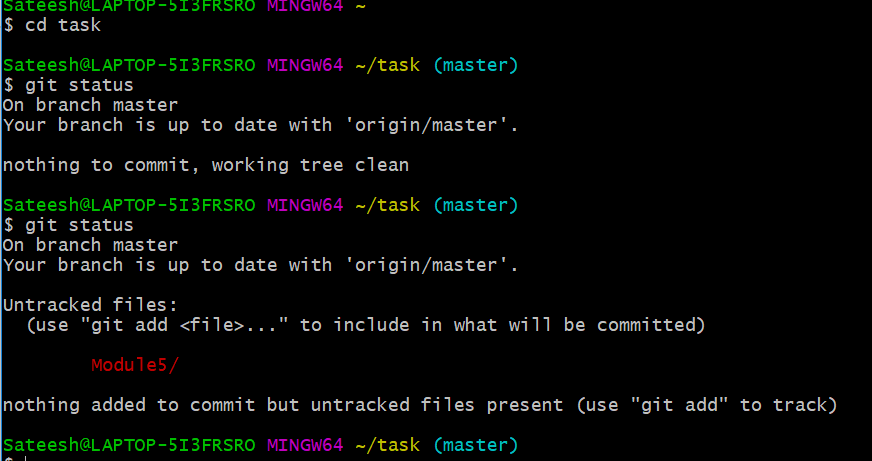 Sateesh@LAPTOP-5I3FRSRO MINGW64 ~
$ cd task
Sateesh@LAPTOP-5I3FRSRO MINGW64 ~/task (master)
$ git status
On branch master
Your branch is up to date with 'origin/master'.
nothing to commit, working tree clean
Sateesh@LAPTOP-5I3FRSRO MINGW64 ~/task (master)
$ git status
On branch master
Your branch is up to date with 'origin/master'.
Untracked files:
(use "git add <file>..." to include in what will be committed)
Module5/
nothing added to commit but untracked files present (use "git add" to track)
Sateesh@LAPTOP-5I3FRSRO MINGW64 ~/task (master)
$